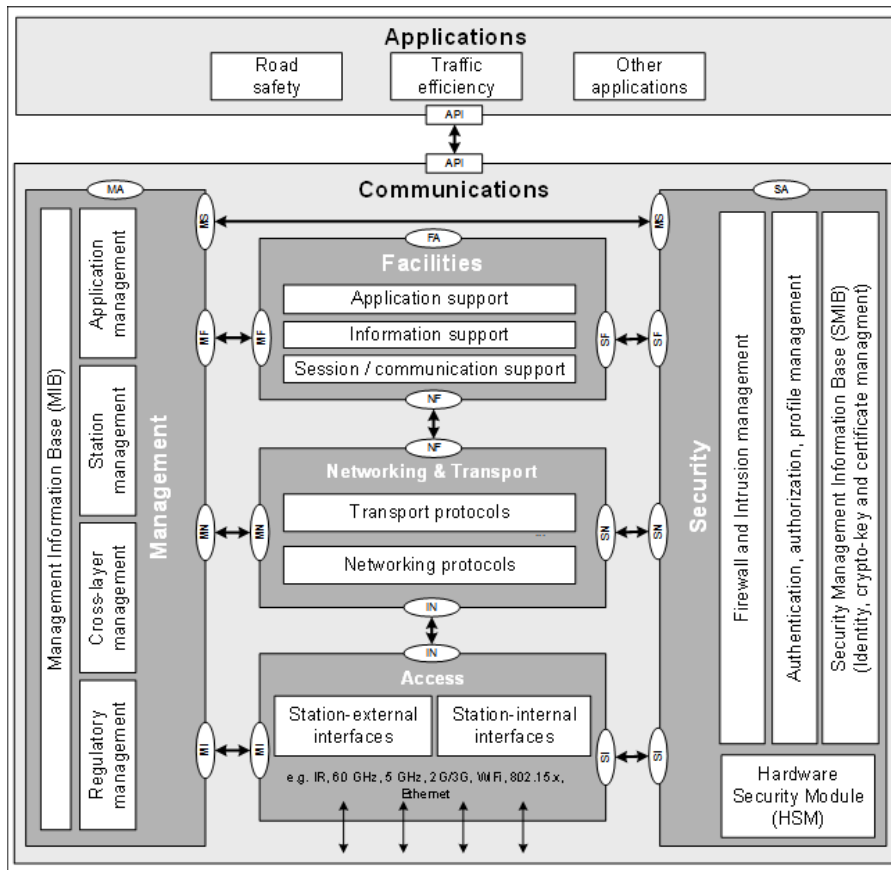 Applications
Road
safety
Traffic
efficiency
Other
applications
API
API
Communications
MA
Management Information Base (MIB)
Application
management
Station
management
Cross-layer
management
Regulatory
management
Management
MS
MS
MF
MF
MN
MN
MI
MI
FA
Facilities
Application support
Information support
Session / communication support
NF
NF
Networking & Transport
Transport protocols
...
Networking protocols
IN
IN
Access
Station-external
interfaces
Station-internal
interfaces
e.g. IR, 60 GHz, 5 GHz, 2G/3G, WiFi, 802.15.x,
Ethernet
SF
SF
SN
SN
SI
SI
SA
Security
Firewall and Intrusion management
Authentication, authorization, profile management
Security Management Information Base (SMIB)
(Identity, crypto-key and certificate managment)
Hardware
Security Module
(HSM)